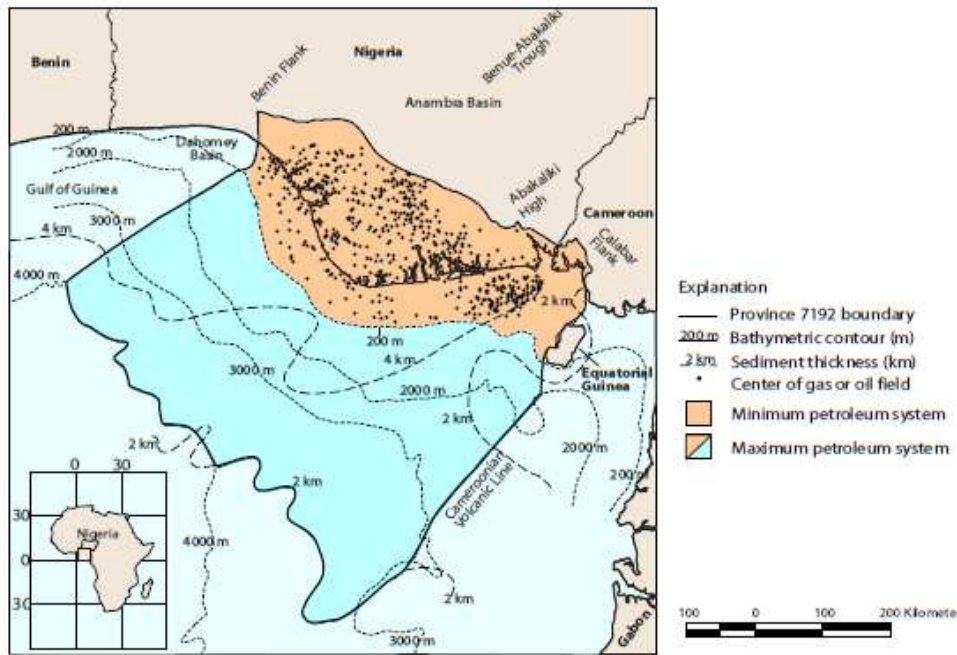 Benin
Nigeria
Benin Flank
Benue-Abakaliki
Trough
Anambra Basin
200 m
2000 m
Dahomey
Basin
Gulf of Guinea
3000 m
4 km
4000 m
Abakaliki
High
Cameroon
Calabar
Flank
2 km
200 m
4 km
3000 m
2000 m
Equatorial
Guinea
2 km
2000 m
200 m
2 km
2 km
Cameroonian
Volcanic Line
4000 m
2 km
3000 m
Gabon
0 30
30
0
30
Nigeria
Explanation
Province 7192 boundary
200 m Bathymetric contour (m)
2 km Sediment thickness (km)
Center of gas or oil field
Minimum petroleum system
Maximum petroleum system
100 0 100 200 Kilomete